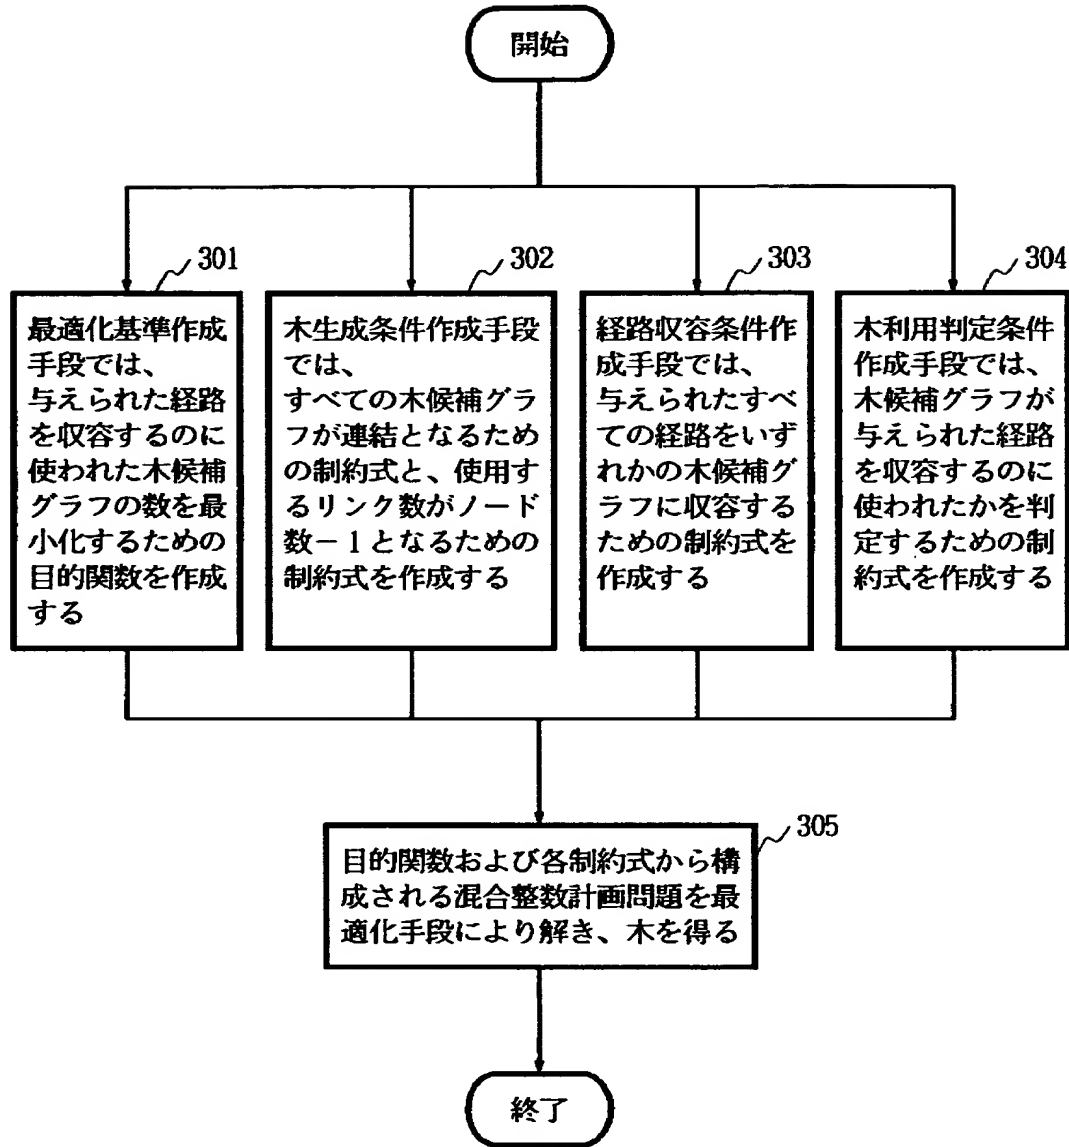 開始
301
最適化基準作成
手段では、
与えられた経路
を収容するのに
使われた木候補
グラフの数を最
小化するための
目的関数を作成
する
302
木生成条件作成手段
では、
すべての木候補グラ
フが連結となるため
の制約式と、使用す
るリンク数がノード
数－1となるための
制約式を作成する
303
経路収容条件作
成手段では、
与えられたすべ
ての経路をいず
れかの木候補グ
ラフに収容する
ための制約式を
作成する
304
木利用判定条件
作成手段では、
木候補グラフが
与えられた経路
を収容するのに
使われたかを判
定するための制
約式を作成する
305
目的関数および各制約式から構
成される混合整数計画問題を最
適化手段により解き、木を得る
終了